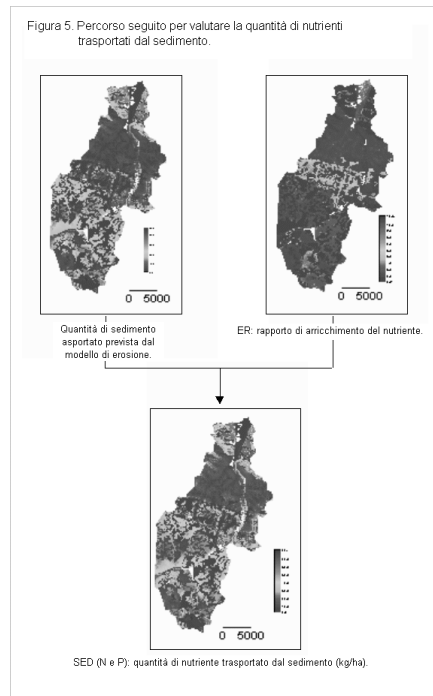 Figura 5. Percorso seguito per valutare la quantità di nutrienti
trasportati dal sedimento.
0 5000
0 5000
Quantità di sedimento
asportato prevista dal
modello di erosione.
ER: rapporto di arricchimento del nutriente.
0 5000
SED (N e P): quantità di nutriente trasportato dal sedimento (kg/ha).